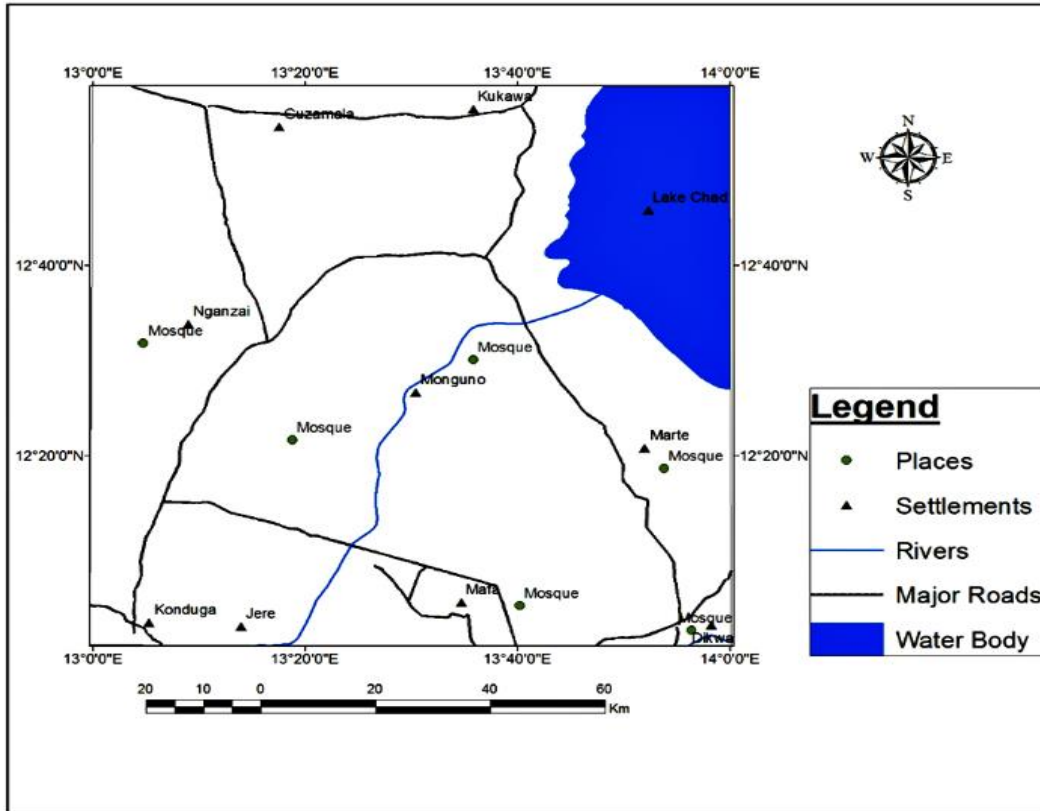 13°0'0"E 13°20'0"E 13°40'0"E 14°0'0"E
Kukawa
Guzamala
N
W E
S
Lake Chad
12°40'0"N 12°40'0"N
Nganzai
Mosque
Mosque
Monguno
Mosque
Marte
Mosque
12°20'0"N 12°20'0"N
Legend
Places
Settlements
Rivers
Major Roads
Water Body
Mafa
Mosque
Konduga
Jere
Mosque
Dikwa
13°0'0"E 13°20'0"E 13°40'0"E 14°0'0"E
20 10 0 20 40 60
Km